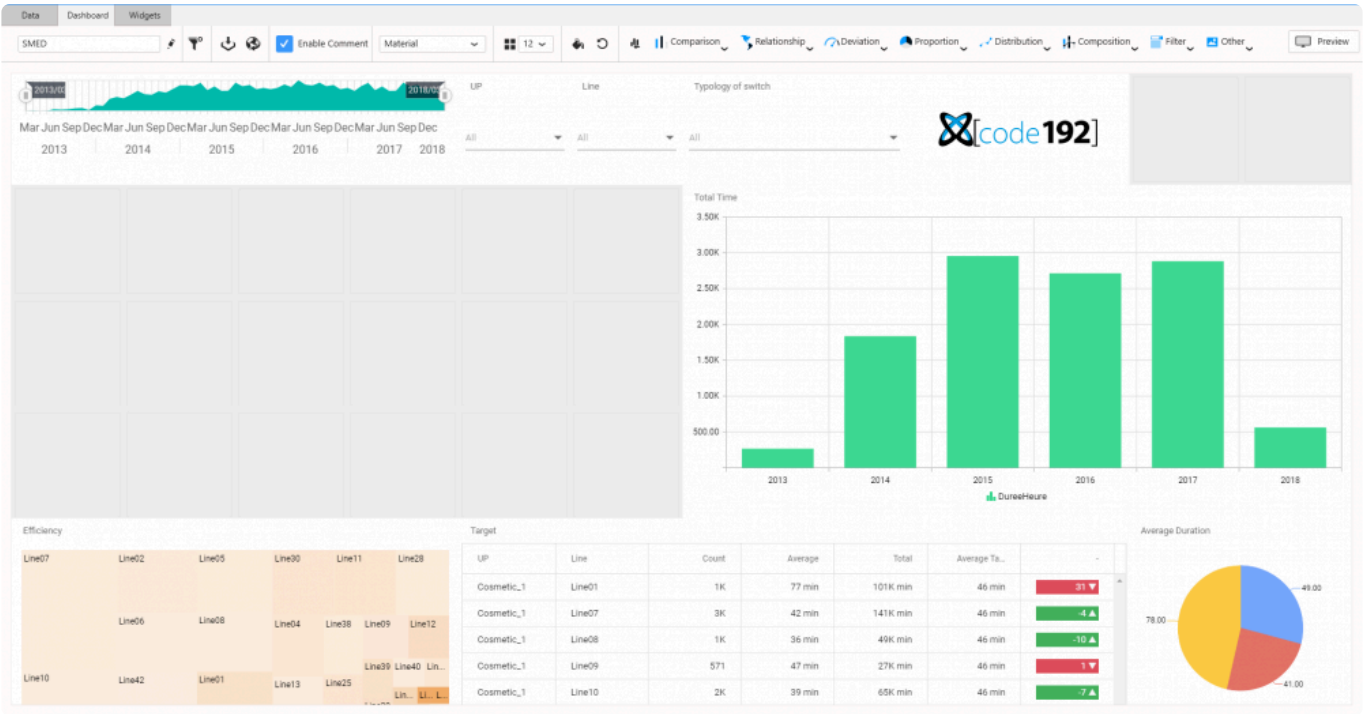 Data Dashboard Widgets
SMED Enable Comment Material 12 Comparison Relationship Deviation Proportion Distribution Composition Filter Other Preview
2013/03 2018/03
Mar Jun Sep Dec Mar Jun Sep Dec Mar Jun Sep Dec Mar Jun Sep Dec Mar Jun Sep Dec
2013 2014 2015 2016 2017 2018
UP Line Typology of switch
All All All
[code192]
Total Time
3.50K
3.00K
2.50K
2.00K
1.50K
1.00K
500.00
2013 2014 2015 2016 2017 2018
DureeHeure
Efficiency
Line07 Line02 Line05 Line30 Line11 Line28
Line06 Line08 Line04 Line38 Line09 Line12
Line39 Line40 Lin...
Line10 Line42 Line01 Line13 Line25
Lin... Li... L...
Target
UP Line Count Average Total Average Ta... -
Cosmetic_1 Line01 1K 77 min 101K min 46 min 31 ▼
Cosmetic_1 Line07 3K 42 min 141K min 46 min -4 ▲
Cosmetic_1 Line08 1K 36 min 49K min 46 min -10 ▲
Cosmetic_1 Line09 571 47 min 27K min 46 min 1 ▼
Cosmetic_1 Line10 2K 39 min 65K min 46 min -7 ▲
Average Duration
49.00
78.00
41.00